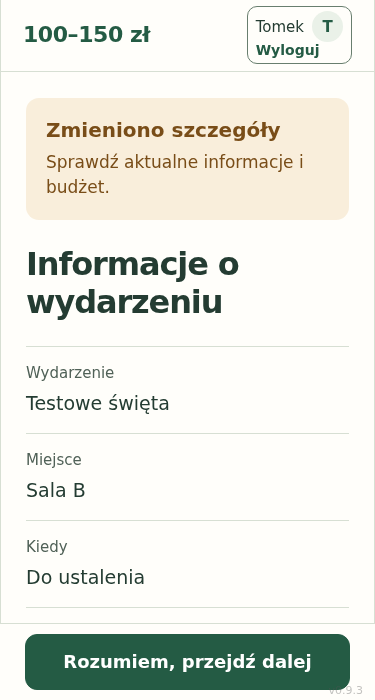 100–150 zł
Tomek T
Wyloguj
Zmieniono szczegóły
Sprawdź aktualne informacje i
budżet.
Informacje o
wydarzeniu
Wydarzenie
Testowe święta
Miejsce
Sala B
Kiedy
Do ustalenia
Rozumiem, przejdź dalej